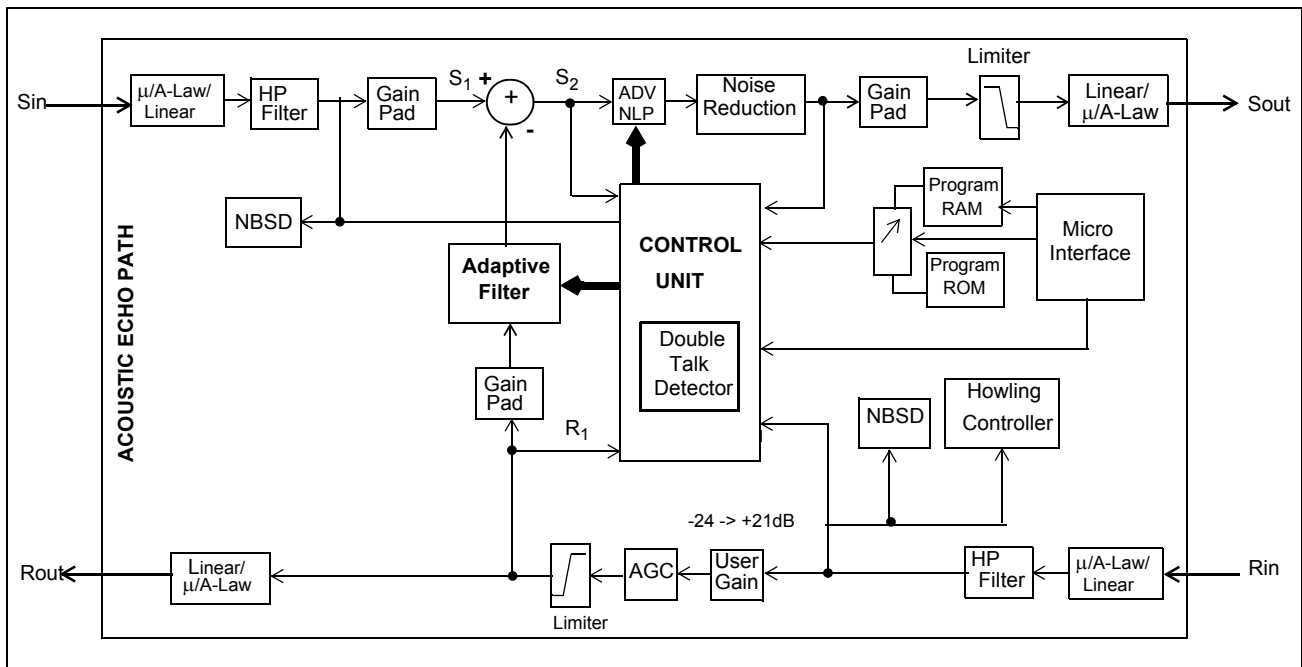 Limiter
S1 +
S2
μ/A-Law/
Linear
HP
Filter
Gain
Pad
+
-
ADV
NLP
Noise
Reduction
Gain
Pad
Linear/
μ/A-Law
Sin
Sout
NBSD
ACOUSTIC ECHO PATH
Adaptive
Filter
CONTROL
UNIT
Double
Talk
Detector
Program
RAM
Program
ROM
Micro
Interface
Gain
Pad
R1
NBSD
Howling
Controller
-24 -> +21dB
Rout
Linear/
μ/A-Law
Limiter
AGC
User
Gain
HP
Filter
μ/A-Law/
Linear
Rin